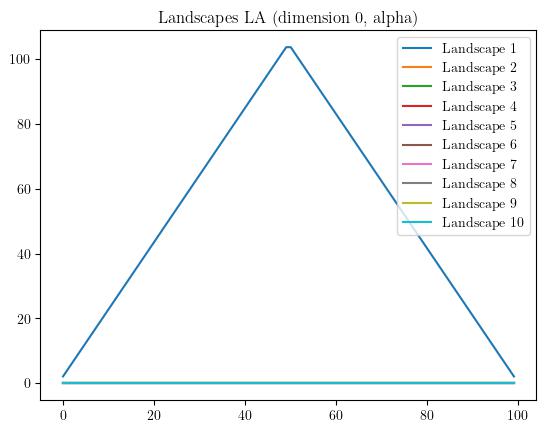 Landscapes LA (dimension 0, alpha)
100
80
60
40
20
0
0 20 40 60 80 100
Landscape 1
Landscape 2
Landscape 3
Landscape 4
Landscape 5
Landscape 6
Landscape 7
Landscape 8
Landscape 9
Landscape 10